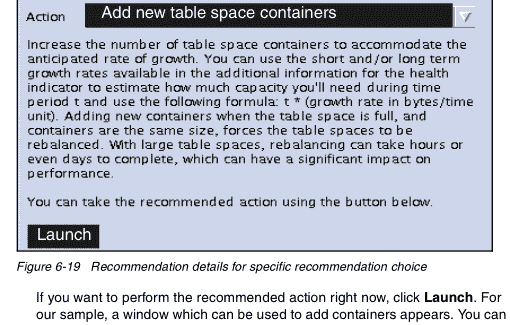 Action Add new table space containers
Increase the number of table space containers to accommodate the
anticipated rate of growth. You can use the short and/or long term
growth rates available in the additional information for the health
indicator to estimate how much capacity you'll need during time
period t and use the following formula: t * (growth rate in bytes/time
unit). Adding new containers when the table space is full, and
containers are the same size, forces the table spaces to be
rebalanced. With large table spaces, rebalancing can take hours or
even days to complete, which can have a significant impact on
performance.
You can take the recommended action using the button below.
Launch
Figure 6-19 Recommendation details for specific recommendation choice
If you want to perform the recommended action right now, click Launch. For
our sample, a window which can be used to add containers appears. You can